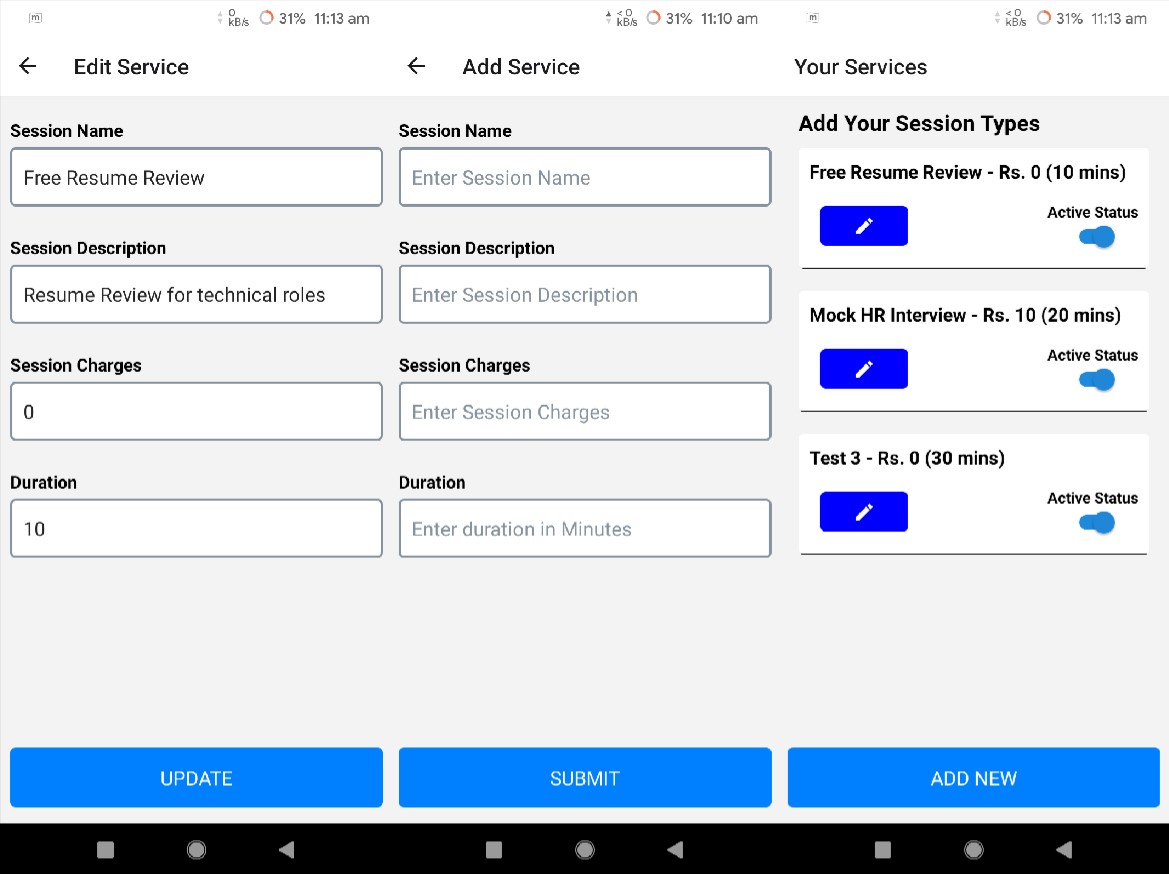 0
kB/s 31% 11:13 am
Edit Service
Session Name
Free Resume Review
Session Description
Resume Review for technical roles
Session Charges
0
Duration
10
UPDATE
< 0
kB/s 31% 11:10 am
Add Service
Session Name
Enter Session Name
Session Description
Enter Session Description
Session Charges
Enter Session Charges
Duration
Enter duration in Minutes
SUBMIT
< 0
kB/s 31% 11:13 am
Your Services
Add Your Session Types
Free Resume Review - Rs. 0 (10 mins)
Active Status
Mock HR Interview - Rs. 10 (20 mins)
Active Status
Test 3 - Rs. 0 (30 mins)
Active Status
ADD NEW